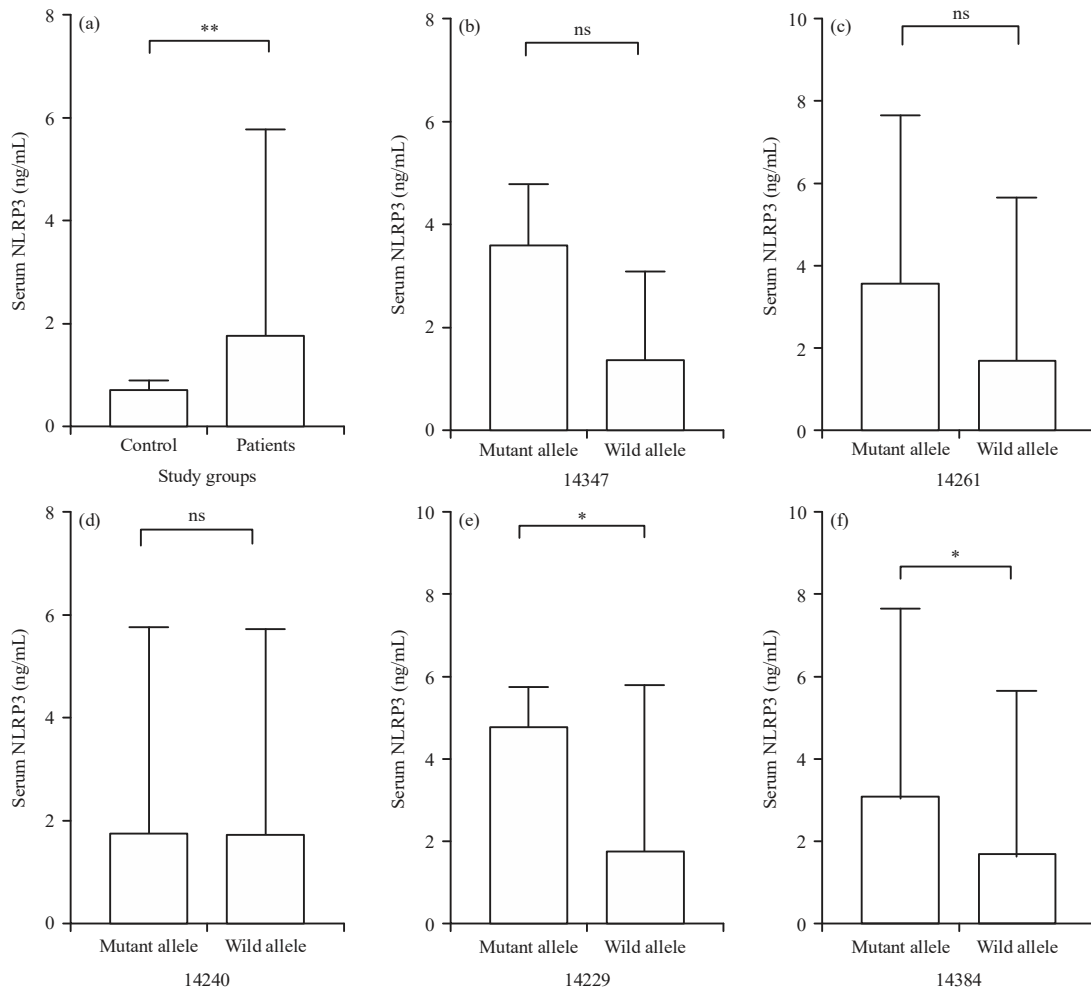 (a)
**
8
6
4
2
0
Serum NLRP3 (ng/mL)
Control Patients
Study groups
(b)
ns
8
6
4
2
0
Serum NLRP3 (ng/mL)
Mutant allele Wild allele
14347
(c)
ns
10
8
6
4
2
0
Serum NLRP3 (ng/mL)
Mutant allele Wild allele
14261
(d)
ns
8
6
4
2
0
Serum NLRP3 (ng/mL)
Mutant allele Wild allele
14240
(e)
*
10
8
6
4
2
0
Serum NLRP3 (ng/mL)
Mutant allele Wild allele
14229
(f)
*
10
8
6
4
2
0
Serum NLRP3 (ng/mL)
Mutant allele Wild allele
14384